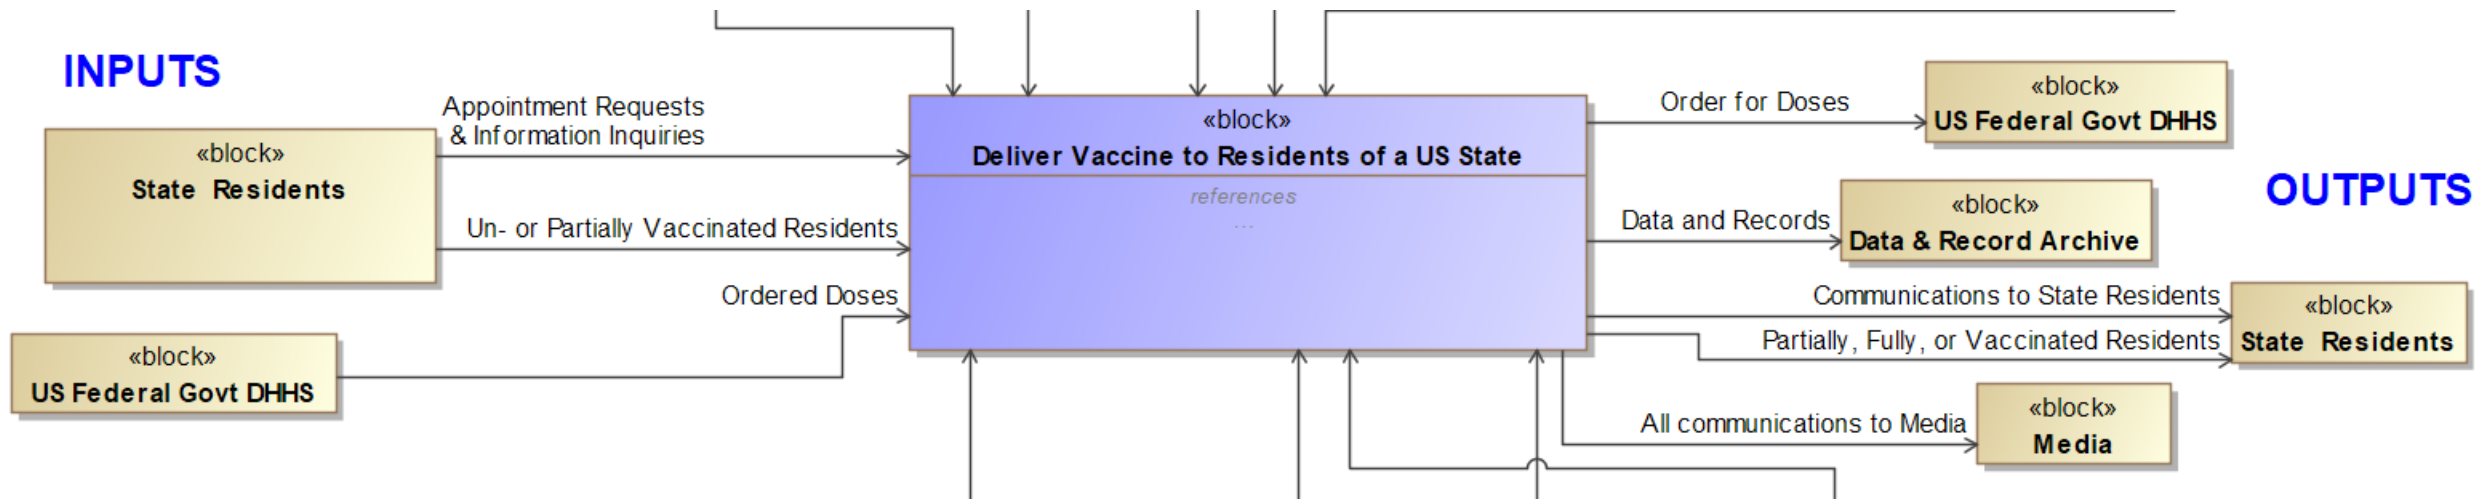 INPUTS
«block»
State Residents
«block»
US Federal Govt DHHS
Appointment Requests
& Information Inquiries
Un- or Partially Vaccinated Residents
Ordered Doses
«block»
Deliver Vaccine to Residents of a US State
references
...
Order for Doses
Data and Records
Communications to State Residents
Partially, Fully, or Vaccinated Residents
All communications to Media
«block»
US Federal Govt DHHS
«block»
Data & Record Archive
«block»
State Residents
«block»
Media
OUTPUTS